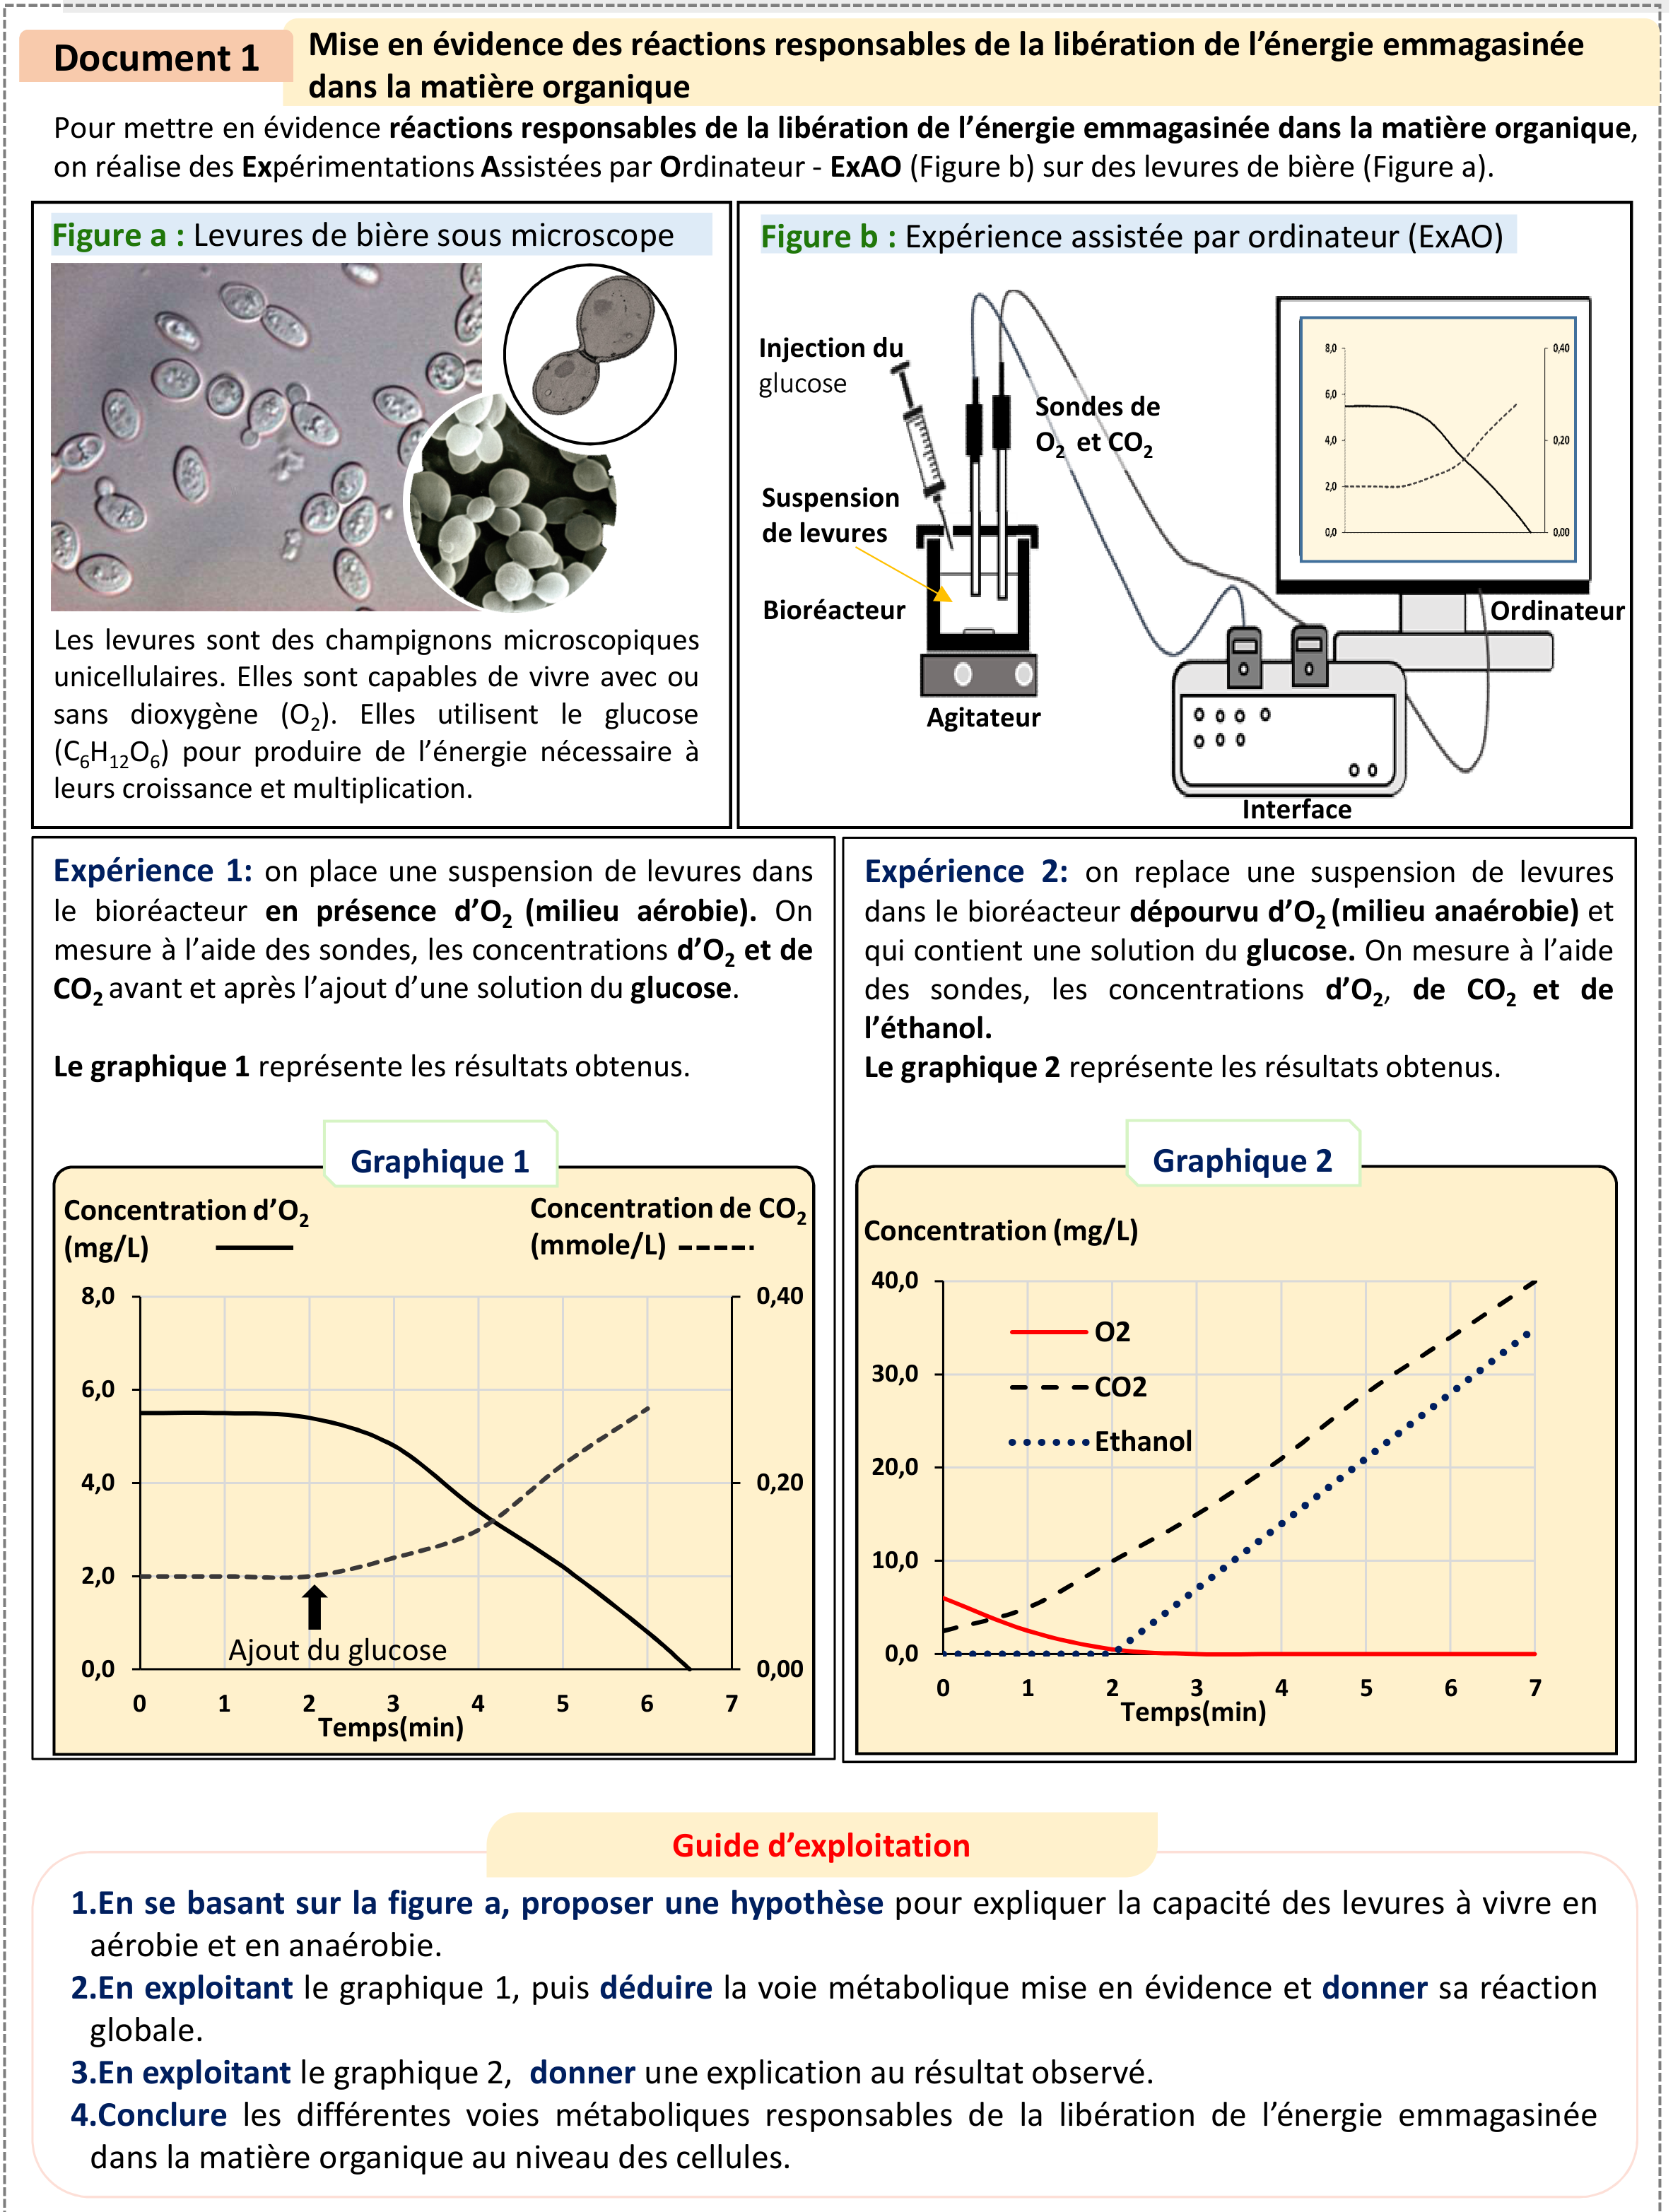 Document 1
Mise en évidence des réactions responsables de la libération de l’énergie emmagasinée
dans la matière organique
Pour mettre en évidence réactions responsables de la libération de l’énergie emmagasinée dans la matière organique,
on réalise des Expérimentations Assistées par Ordinateur - ExAO (Figure b) sur des levures de bière (Figure a).
Figure a : Levures de bière sous microscope
Les levures sont des champignons microscopiques
unicellulaires. Elles sont capables de vivre avec ou
sans dioxygène (O₂). Elles utilisent le glucose
(C₆H₁₂O₆) pour produire de l’énergie nécessaire à
leurs croissance et multiplication.
Figure b : Expérience assistée par ordinateur (ExAO)
Injection du
glucose
Sondes de
O₂ et CO₂
Suspension
de levures
Bioréacteur
Agitateur
8,0
6,0
4,0
2,0
0,0
0,40
0,20
0,00
Ordinateur
Interface
Expérience 1: on place une suspension de levures dans
le bioréacteur en présence d’O₂ (milieu aérobie). On
mesure à l’aide des sondes, les concentrations d’O₂ et de
CO₂ avant et après l’ajout d’une solution du glucose.
Le graphique 1 représente les résultats obtenus.
Graphique 1
Concentration d’O₂
(mg/L)
Concentration de CO₂
(mmole/L)
8,0
6,0
4,0
2,0
0,0
0,40
0,20
0,00
Ajout du glucose
0 1 2 3 4 5 6 7
Temps(min)
Expérience 2: on replace une suspension de levures
dans le bioréacteur dépourvu d’O₂ (milieu anaérobie) et
qui contient une solution du glucose. On mesure à l’aide
des sondes, les concentrations d’O₂, de CO₂ et de
l’éthanol.
Le graphique 2 représente les résultats obtenus.
Graphique 2
Concentration (mg/L)
40,0
30,0
20,0
10,0
0,0
O2
CO2
Ethanol
0 1 2 3 4 5 6 7
Temps(min)
Guide d’exploitation
1.En se basant sur la figure a, proposer une hypothèse pour expliquer la capacité des levures à vivre en
aérobie et en anaérobie.
2.En exploitant le graphique 1, puis déduire la voie métabolique mise en évidence et donner sa réaction
globale.
3.En exploitant le graphique 2, donner une explication au résultat observé.
4.Conclure les différentes voies métaboliques responsables de la libération de l’énergie emmagasinée
dans la matière organique au niveau des cellules.